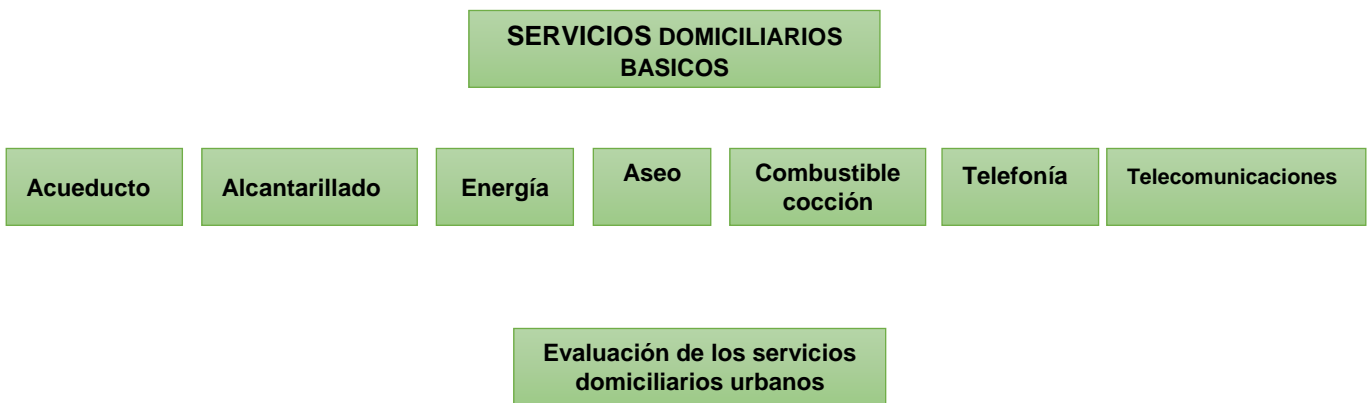 SERVICIOS DOMICILIARIOS
BASICOS
Acueducto
Alcantarillado
Energía
Aseo
Combustible
cocción
Telefonía
Telecomunicaciones
Evaluación de los servicios
domiciliarios urbanos